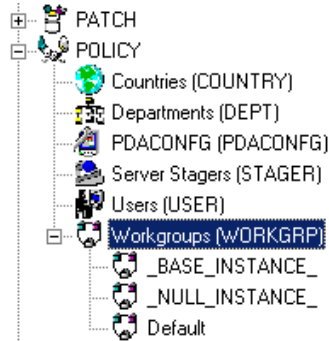 PATCH
POLICY
Countries (COUNTRY)
Departments (DEPT)
PDACONFG (PDACONFG)
Server Stagers (STAGER)
Users (USER)
Workgroups (WORKGRP)
_BASE_INSTANCE_
_NULL_INSTANCE_
Default